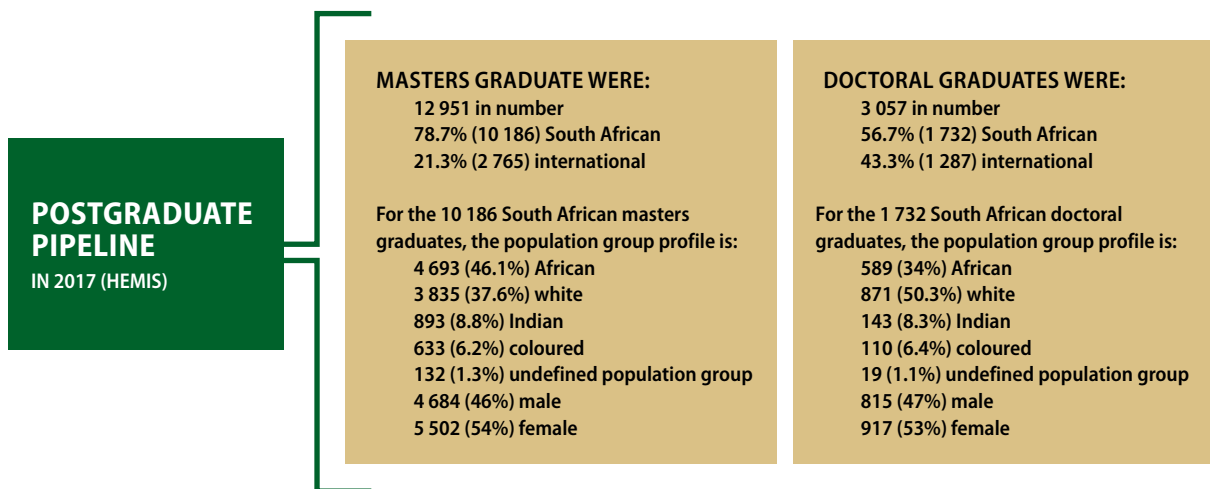 POSTGRADUATE
PIPELINE
IN 2017 (HEMIS)
MASTERS GRADUATE WERE:
12 951 in number
78.7% (10 186) South African
21.3% (2 765) international
For the 10 186 South African masters
graduates, the population group profile is:
4 693 (46.1%) African
3 835 (37.6%) white
893 (8.8%) Indian
633 (6.2%) coloured
132 (1.3%) undefined population group
4 684 (46%) male
5 502 (54%) female
DOCTORAL GRADUATES WERE:
3 057 in number
56.7% (1 732) South African
43.3% (1 287) international
For the 1 732 South African doctoral
graduates, the population group profile is:
589 (34%) African
871 (50.3%) white
143 (8.3%) Indian
110 (6.4%) coloured
19 (1.1%) undefined population group
815 (47%) male
917 (53%) female